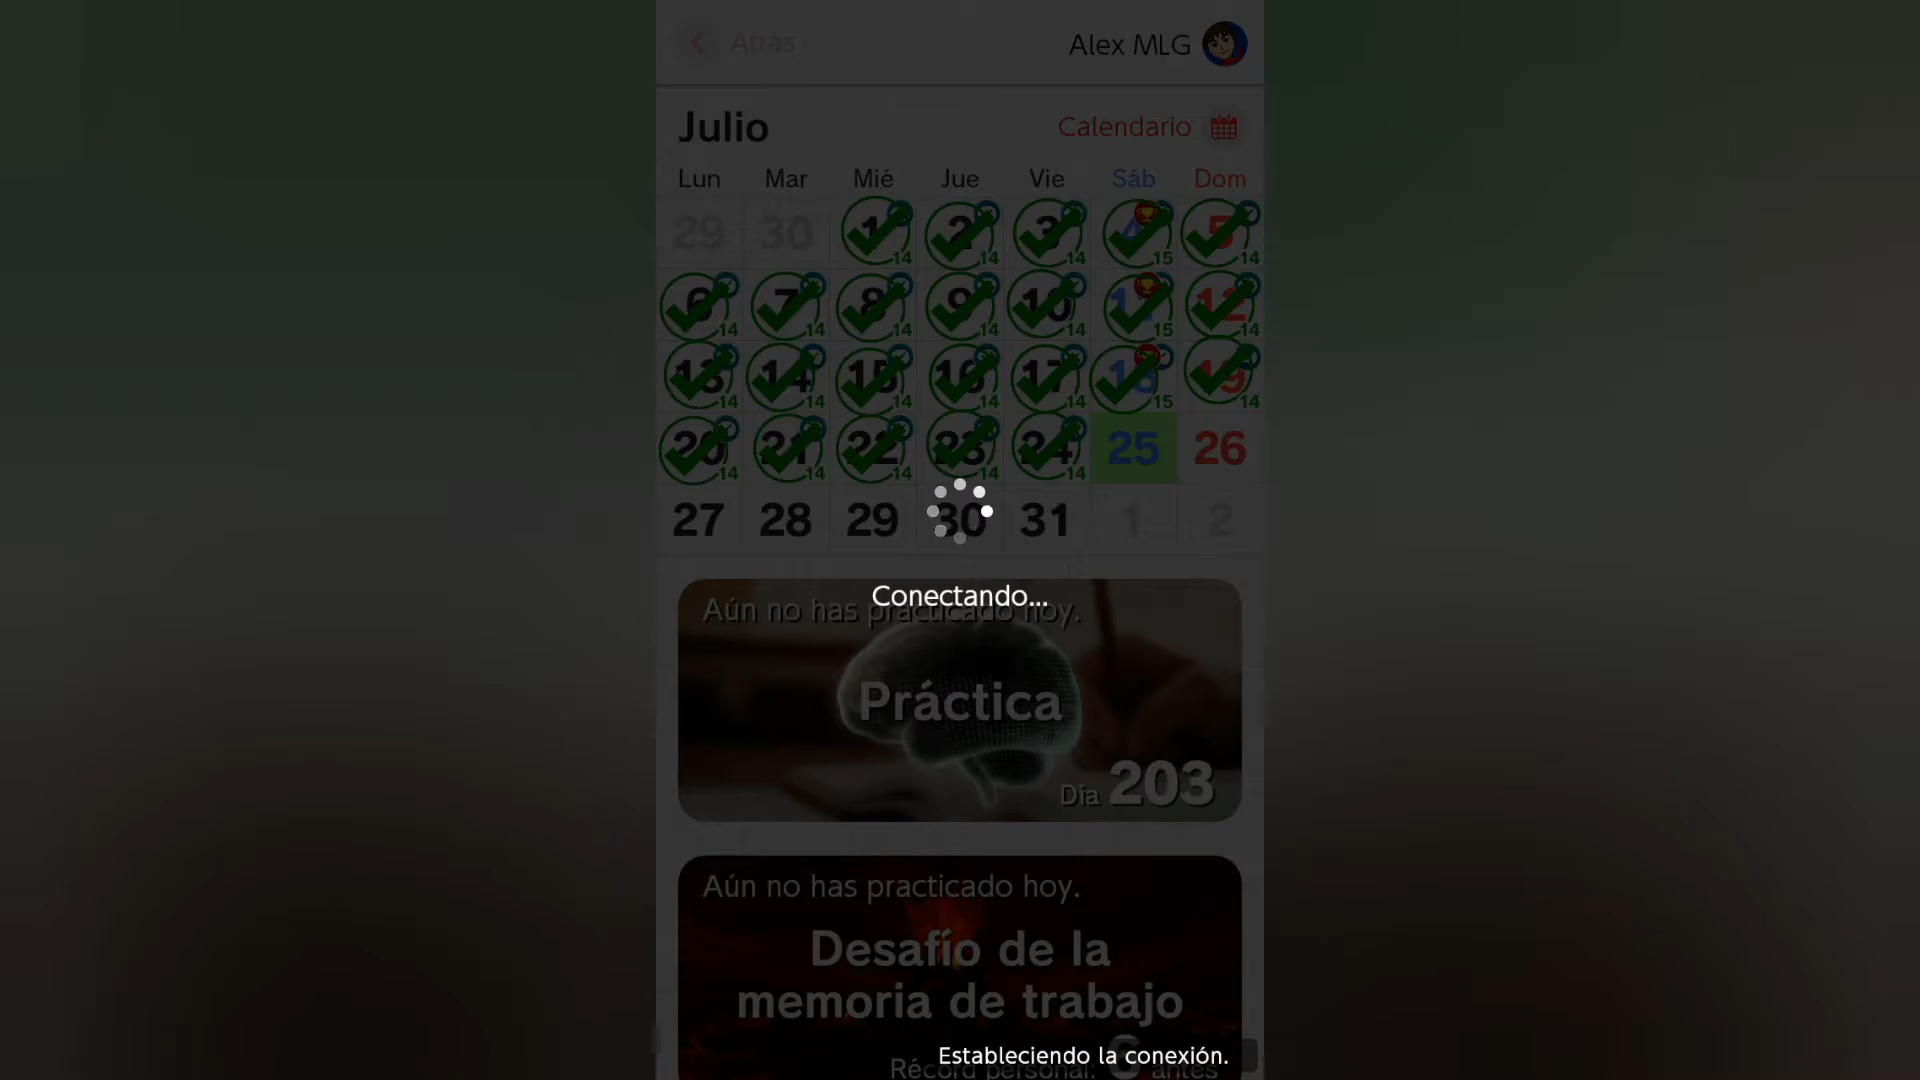 Atrás
Alex MLG
Julio
Calendario
Lun Mar Mié Jue Vie Sáb Dom
29 30 1 2 3 4 5
14 14 14 15 14
6 7 8 9 10 11 12
14 14 14 14 14 15 14
13 14 15 16 17 18 19
14 14 14 14 14 15 14
20 21 22 23 24 25 26
14 14 14 14 14
27 28 29 30 31 1 2
Conectando...
Aún no has practicado hoy.
Práctica
Día 203
Aún no has practicado hoy.
Desafío de la
memoria de trabajo
Estableciendo la conexión.
Récord personal: antes